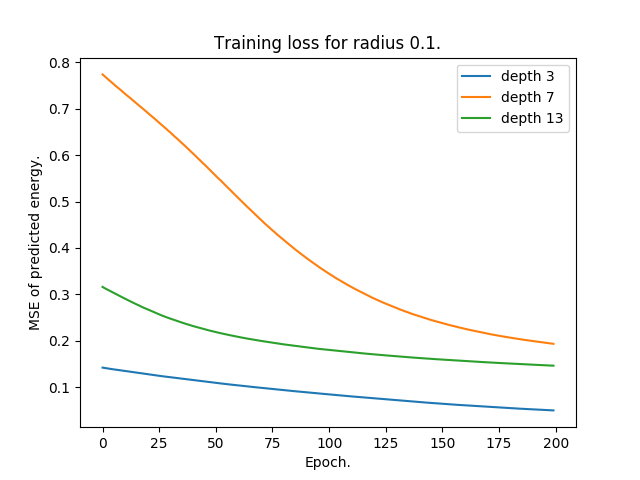 Training loss for radius 0.1.
depth 3
depth 7
depth 13
0.8
0.7
0.6
0.5
0.4
0.3
0.2
0.1
MSE of predicted energy.
0 25 50 75 100 125 150 175 200
Epoch.